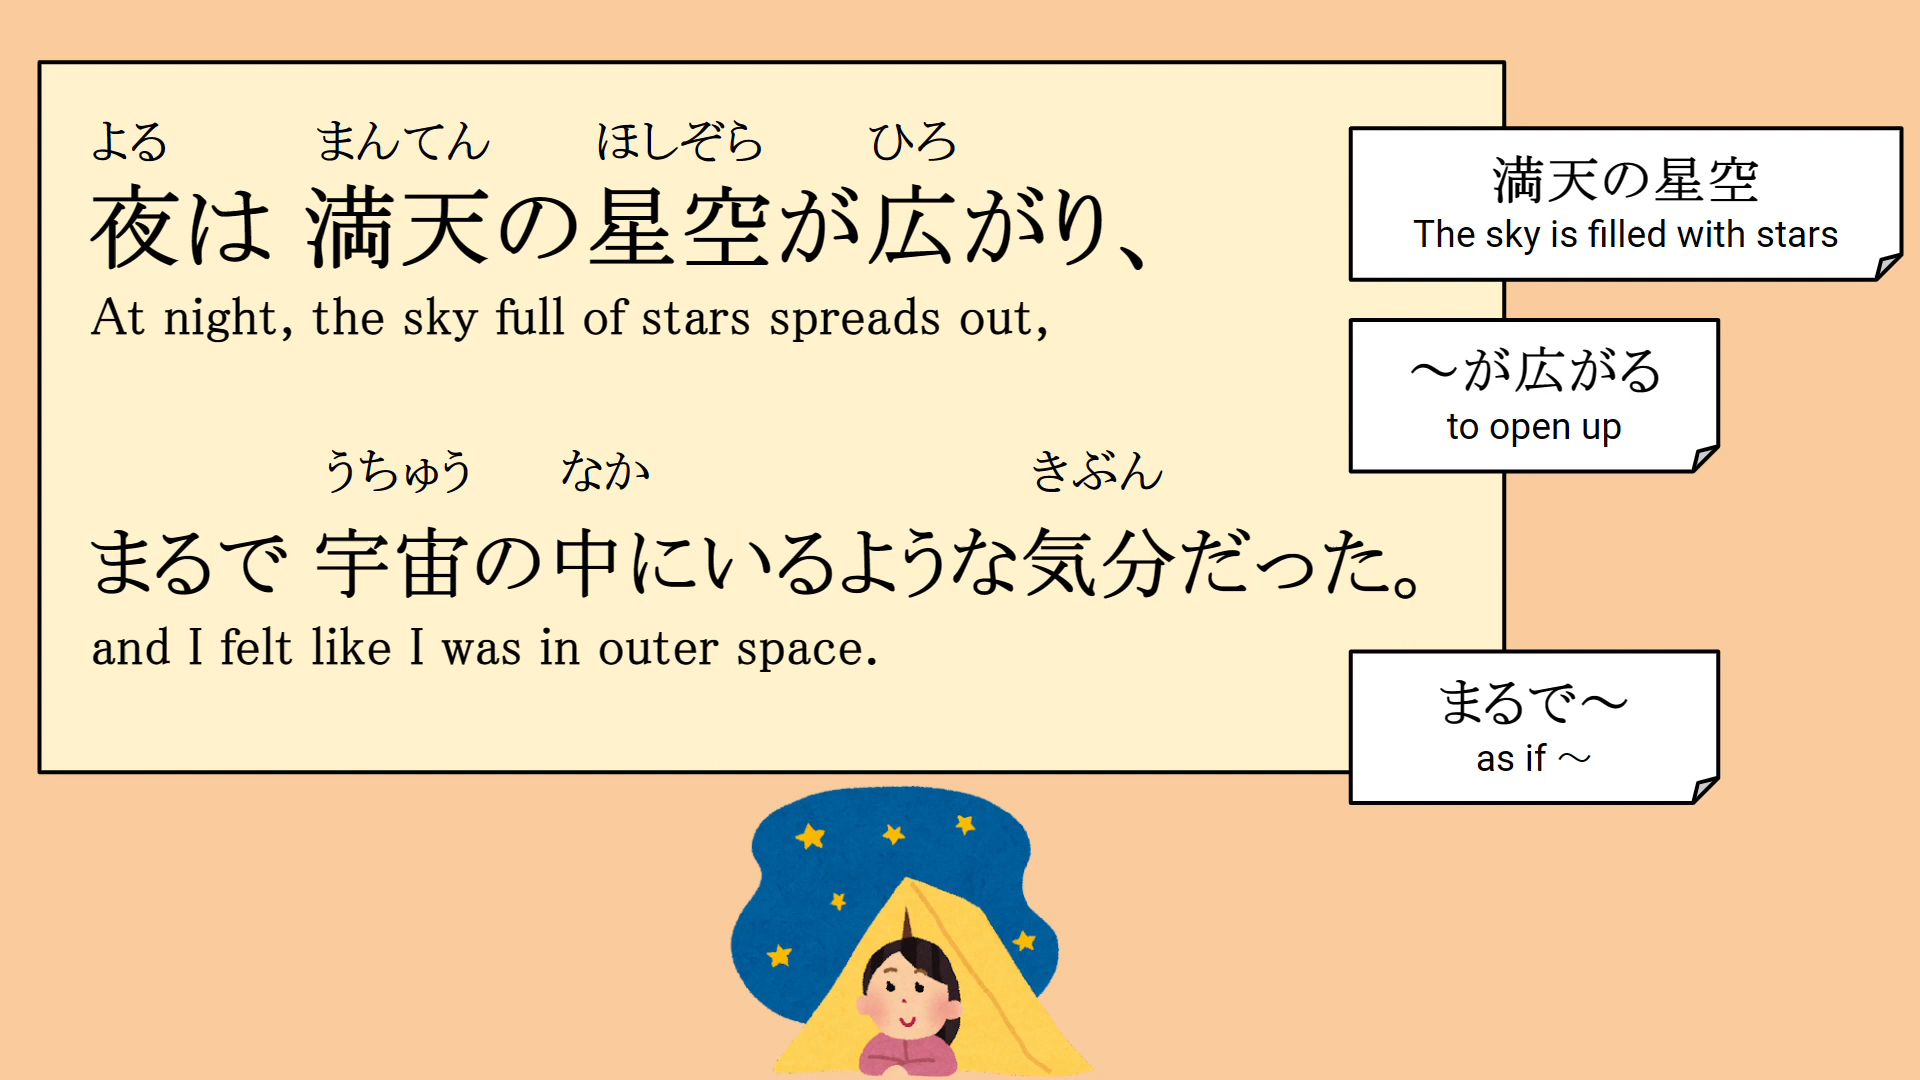 よる まんてん ほしぞら ひろ
夜は 満天の星空が広がり、
At night, the sky full of stars spreads out,
うちゅう なか きぶん
まるで 宇宙の中にいるような気分だった。
and I felt like I was in outer space.
満天の星空
The sky is filled with stars
～が広がる
to open up
まるで～
as if ～